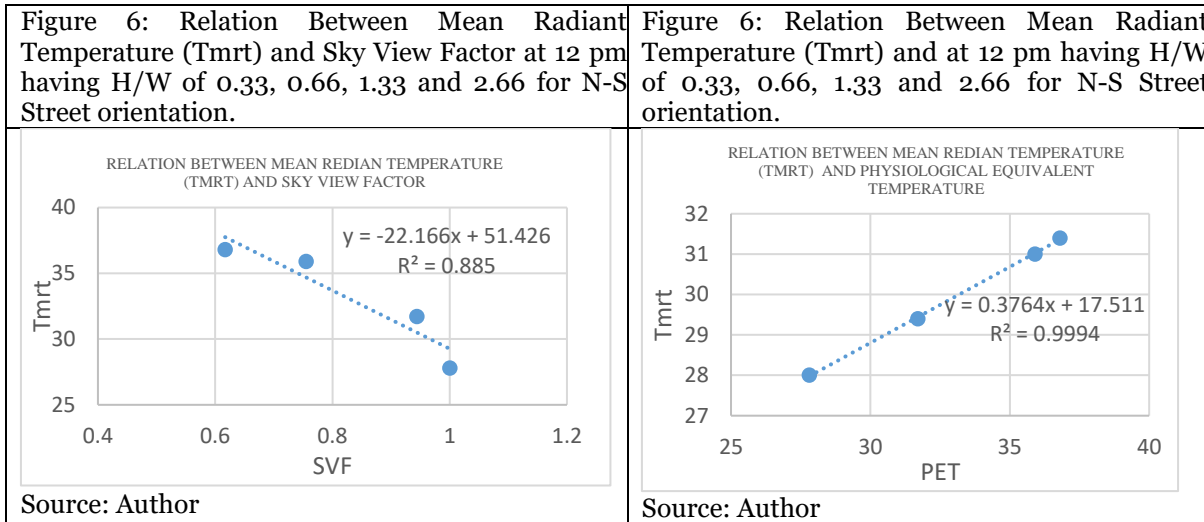 Figure 6: Relation Between Mean Radiant
Temperature (Tmrt) and Sky View Factor at 12 pm
having H/W of 0.33, 0.66, 1.33 and 2.66 for N-S
Street orientation.
RELATION BETWEEN MEAN REDIAN TEMPERATURE
(TMRT) AND SKY VIEW FACTOR
40
35
30
25
Tmrt
y = -22.166x + 51.426
R² = 0.885
0.4 0.6 0.8 1 1.2
SVF
Source: Author
Figure 6: Relation Between Mean Radiant
Temperature (Tmrt) and at 12 pm having H/W
of 0.33, 0.66, 1.33 and 2.66 for N-S Street
orientation.
RELATION BETWEEN MEAN REDIAN TEMPERATURE
(TMRT) AND PHYSIOLOGICAL EQUIVALENT
TEMPERATURE
32
31
30
29
28
27
Tmrt
y = 0.3764x + 17.511
R² = 0.9994
25 30 35 40
PET
Source: Author